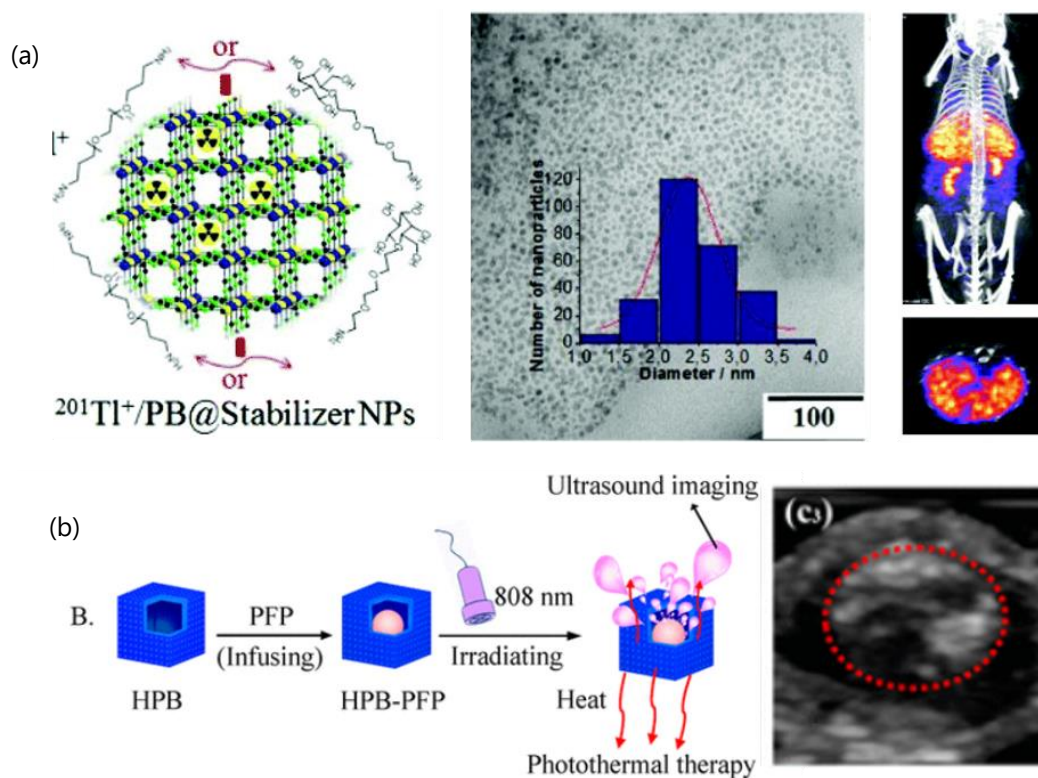 (a)
or
or
²⁰¹Tl⁺/PB@Stabilizer NPs
Number of nanoparticles
120
100
80
60
40
20
0
1,0 1,5 2,0 2,5 3,0 3,5 4,0
Diameter / nm
100
(b)
Ultrasound imaging
(c₃)
B.
PFP
(Infusing)
808 nm
Irradiating
HPB
HPB-PFP
Heat
Photothermal therapy